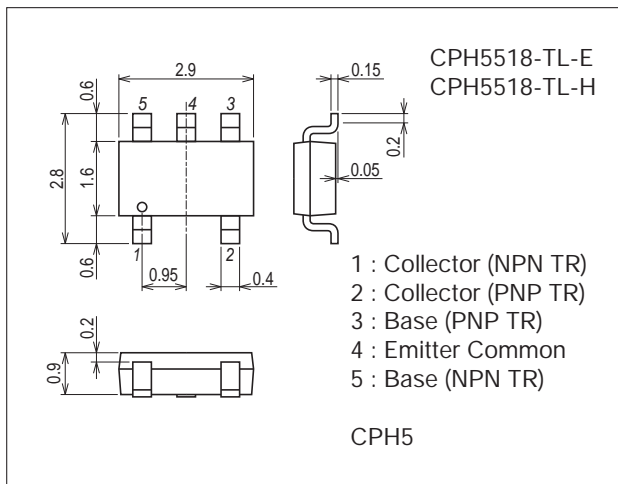 CPH5518-TL-E
CPH5518-TL-H
2.9
0.15
0.6
5
4
3
0.2
2.8
1.6
0.05
0.6
1
2
0.95
0.4
1 : Collector (NPN TR)
2 : Collector (PNP TR)
3 : Base (PNP TR)
4 : Emitter Common
5 : Base (NPN TR)
0.2
0.9
CPH5